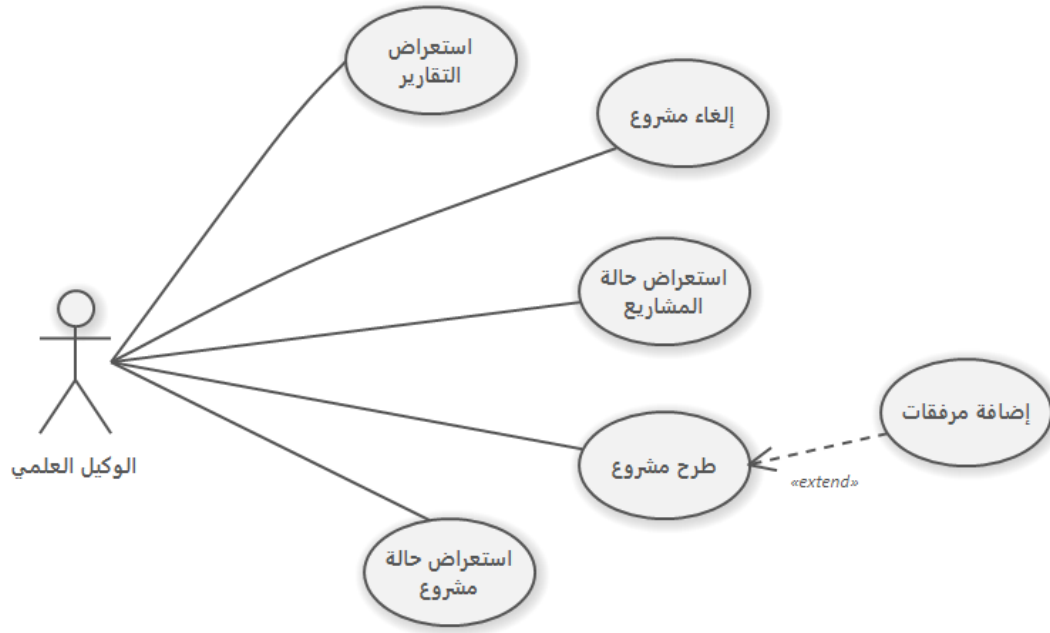 استعراض
التقارير
إلغاء مشروع
استعراض حالة
المشاريع
إضافة مرفقات
طرح مشروع
«extend»
الوكيل العلمي
استعراض حالة
مشروع